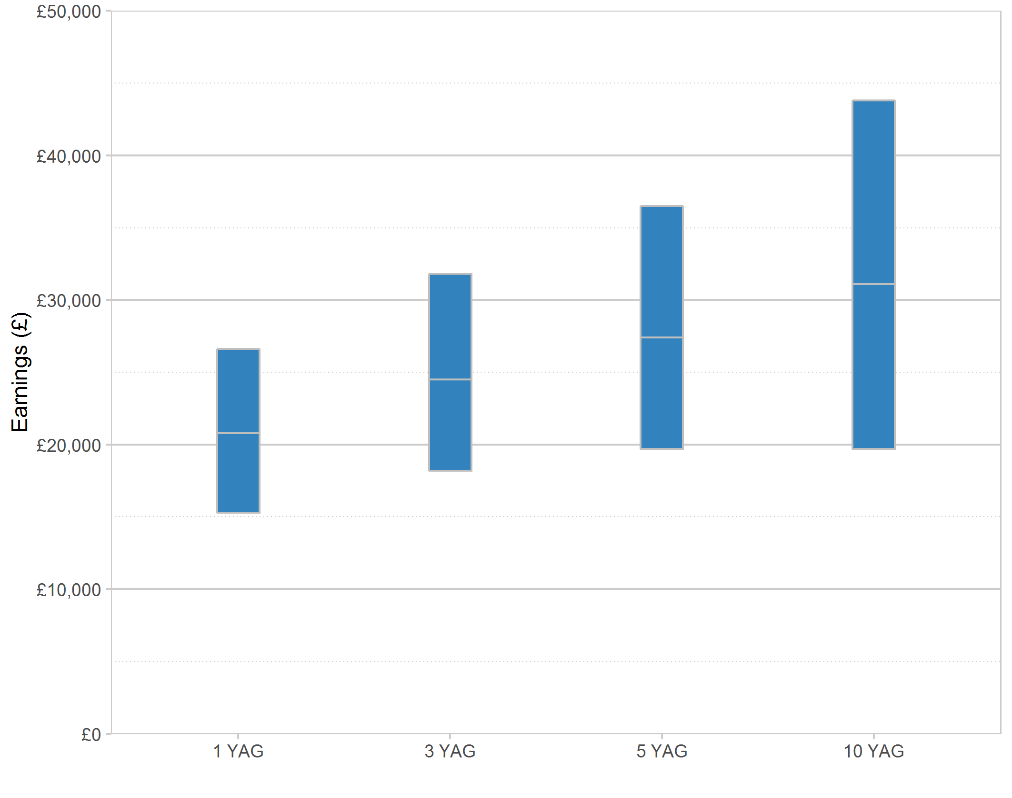 £50,000
£40,000
£30,000
£20,000
£10,000
£0
Earnings (£)
1 YAG
3 YAG
5 YAG
10 YAG